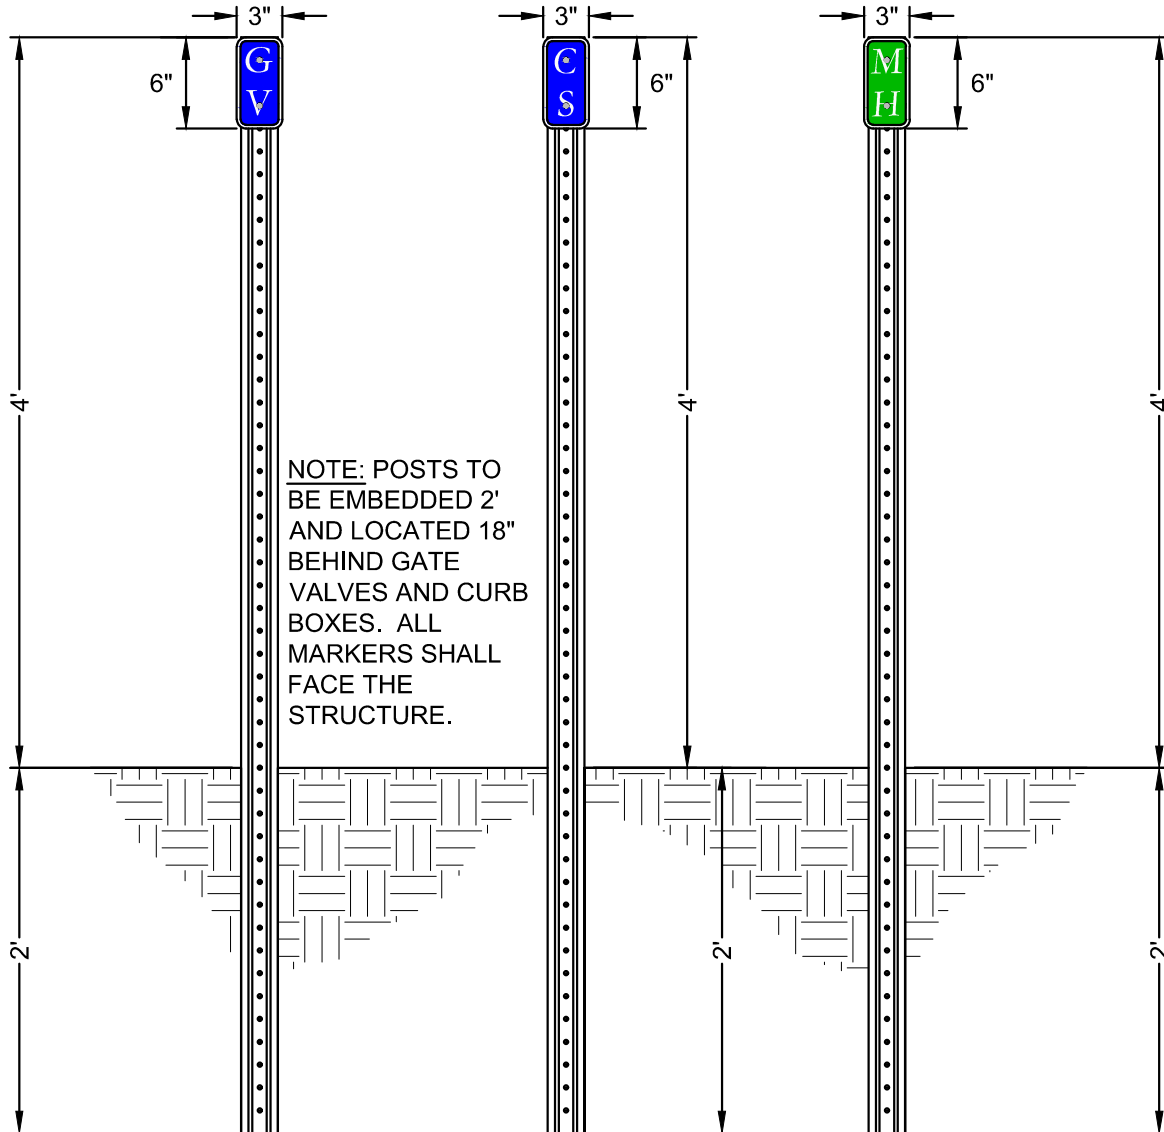 3"
3"
3"
6"
G
V
C
S
6"
M
H
6"
4'
4'
4'
NOTE: POSTS TO
BE EMBEDDED 2'
AND LOCATED 18"
BEHIND GATE
VALVES AND CURB
BOXES. ALL
MARKERS SHALL
FACE THE
STRUCTURE.
2'
2'
2'